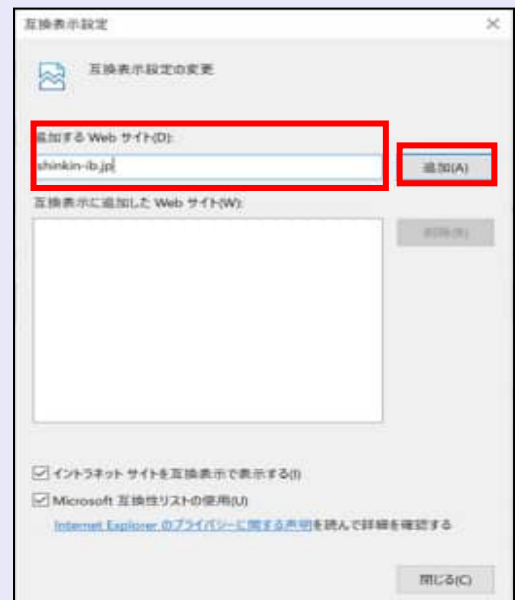 互換表示設定
互換表示設定の変更
追加する Web サイト(D):
shinkin-ib.jp
追加(A)
互換表示に追加した Web サイト(W):
削除(R)
イントラネット サイトを互換表示で表示する(I)
Microsoft 互換性リストの使用(U)
Internet Explorer のプライバシーに関する声明を読んで詳細を確認する
閉じる(C)